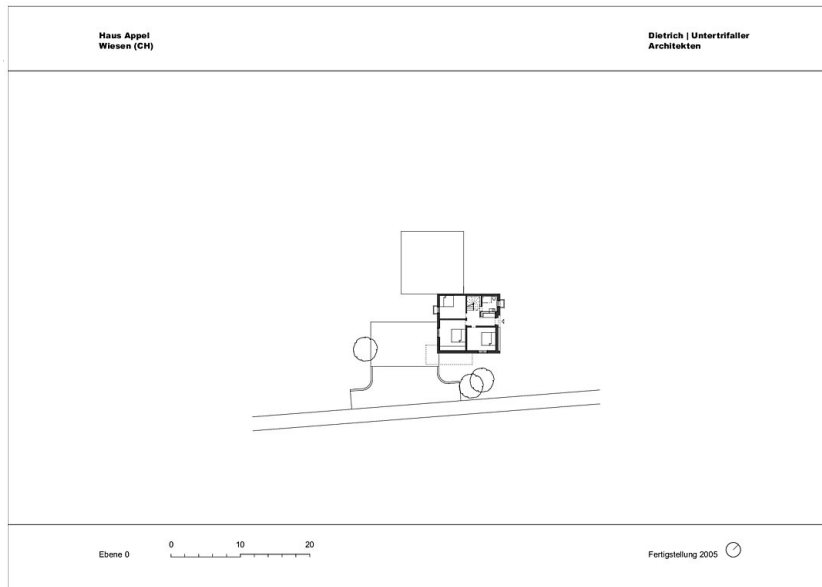 Haus Appel
Wiesen (CH)
Dietrich | Untertrifaller
Architekten
Ebene 0
0 10 20
Fertigstellung 2005